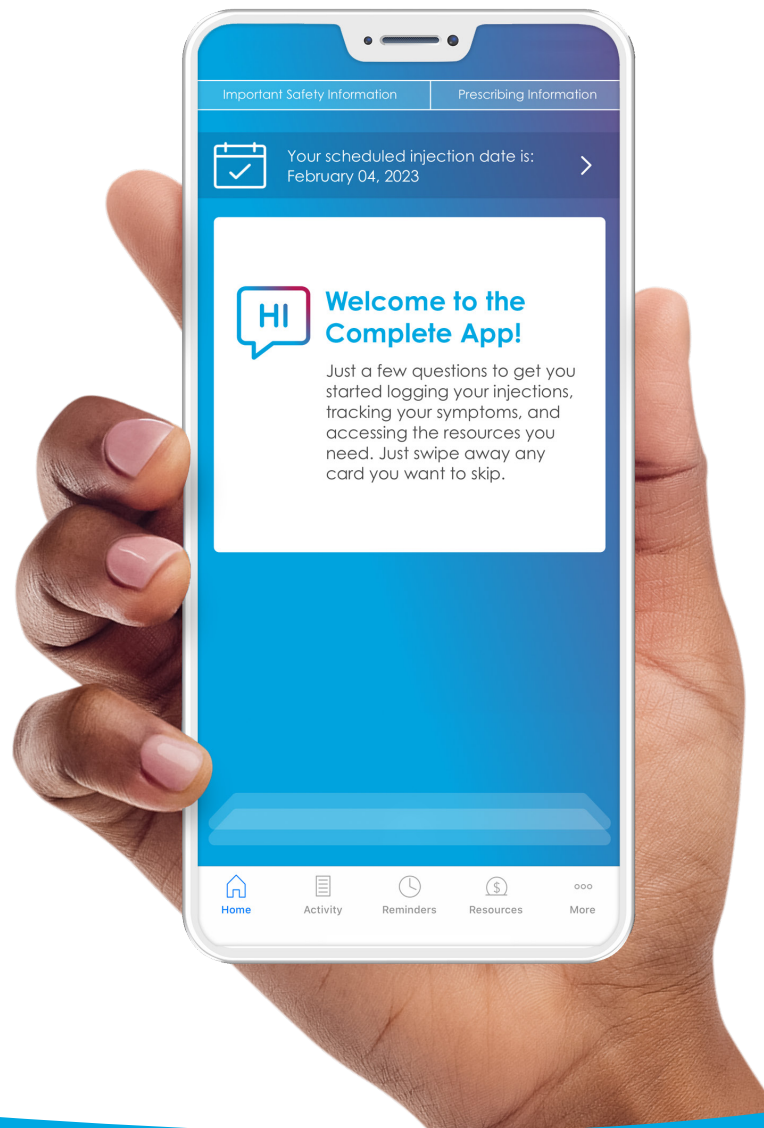 Important Safety Information
Prescribing Information
Your scheduled injection date is:
February 04, 2023
HI
Welcome to the
Complete App!
Just a few questions to get you
started logging your injections,
tracking your symptoms, and
accessing the resources you
need. Just swipe away any
card you want to skip.
$
Home
Activity
Reminders
Resources
More